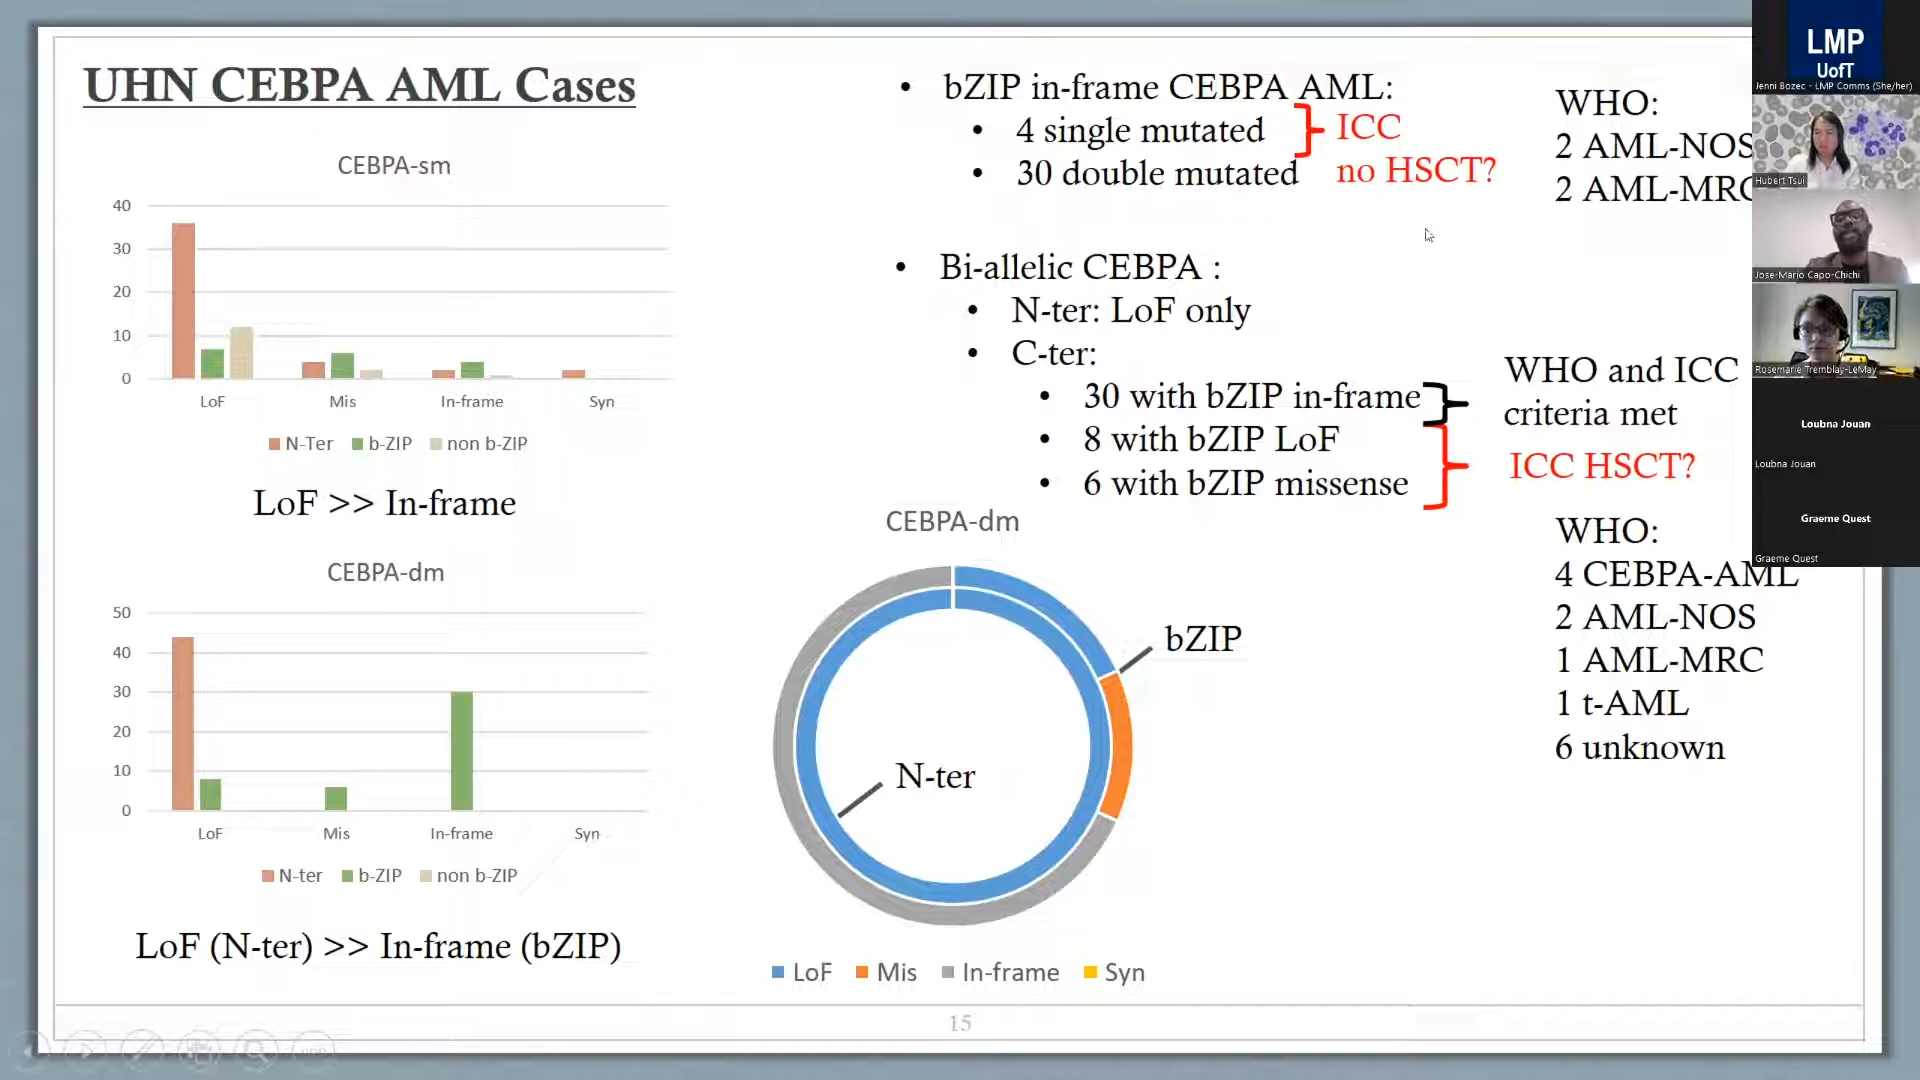 UHN CEBPA AML Cases
CEBPA-sm
40
30
20
10
0
LoF
Mis
In-frame
Syn
N-Ter
b-ZIP
non b-ZIP
LoF >> In-frame
CEBPA-dm
50
40
30
20
10
0
LoF
Mis
In-frame
Syn
N-ter
b-ZIP
non b-ZIP
LoF (N-ter) >> In-frame (bZIP)
• bZIP in-frame CEBPA AML:
• 4 single mutated
• 30 double mutated
ICC
no HSCT?
WHO:
2 AML-NOS
2 AML-MRC
• Bi-allelic CEBPA :
• N-ter: LoF only
• C-ter:
• 30 with bZIP in-frame
• 8 with bZIP LoF
• 6 with bZIP missense
WHO and ICC
criteria met
ICC HSCT?
WHO:
4 CEBPA-AML
2 AML-NOS
1 AML-MRC
1 t-AML
6 unknown
CEBPA-dm
bZIP
N-ter
LoF
Mis
In-frame
Syn
15
LMP
UofT
Jenni Bozec - LMP Comms (She/her)
Hubert Tsui
Jose-Mario Capo-Chichi
Rosemarie Tremblay-LeMay
Loubna Jouan
Loubna Jouan
Graeme Quest
Graeme Quest